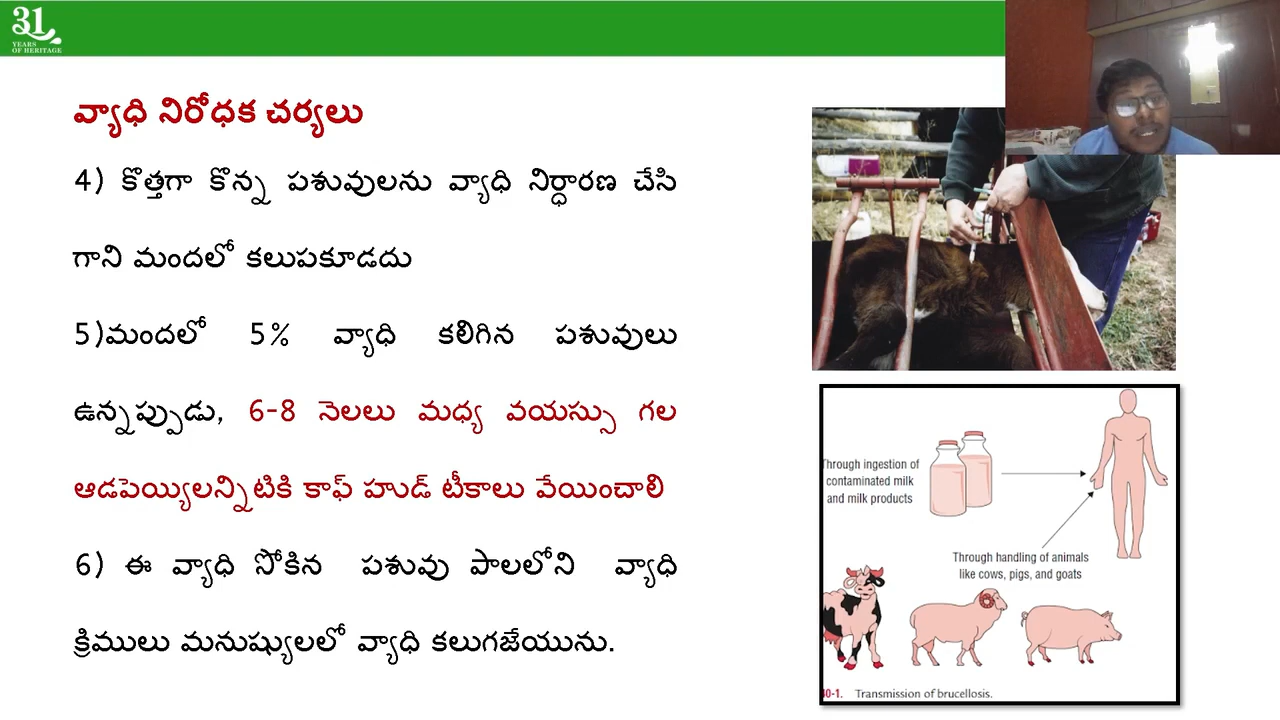 31
YEARS
OF HERITAGE
వ్యాధి నిరోధక చర్యలు
4) కొత్తగా కొన్న పశువులను వ్యాధి నిర్ధారణ చేసి
గాని మందలో కలుపకూడదు
5)మందలో 5% వ్యాధి కలిగిన పశువులు
ఉన్నప్పుడు, 6-8 నెలలు మధ్య వయస్సు గల
ఆడపెయ్యిలన్నిటికి కాఫ్ హుడ్ టీకాలు వేయించాలి
6) ఈ వ్యాధి సోకిన పశువు పాలలోని వ్యాధి
క్రిములు మనుష్యులలో వ్యాధి కలుగజేయును.
Through ingestion of
contaminated milk
and milk products
Through handling of animals
like cows, pigs, and goats
0-1. Transmission of brucellosis.